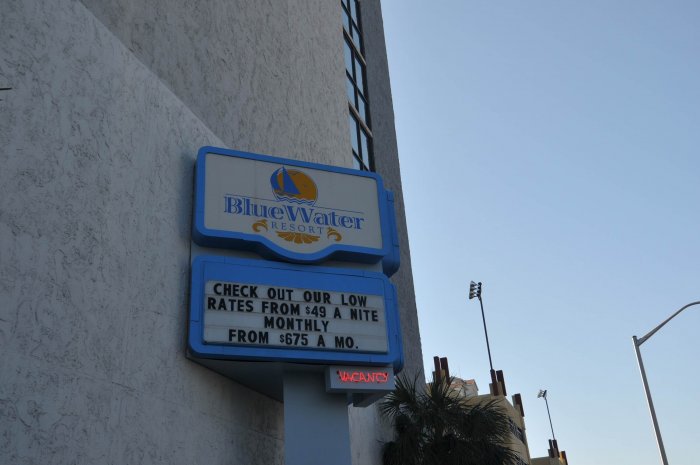 BlueWater
RESORT
CHECK OUT OUR LOW
RATES FROM $49 A NITE
MONTHLY
FROM $675 A MO.
VACANCY